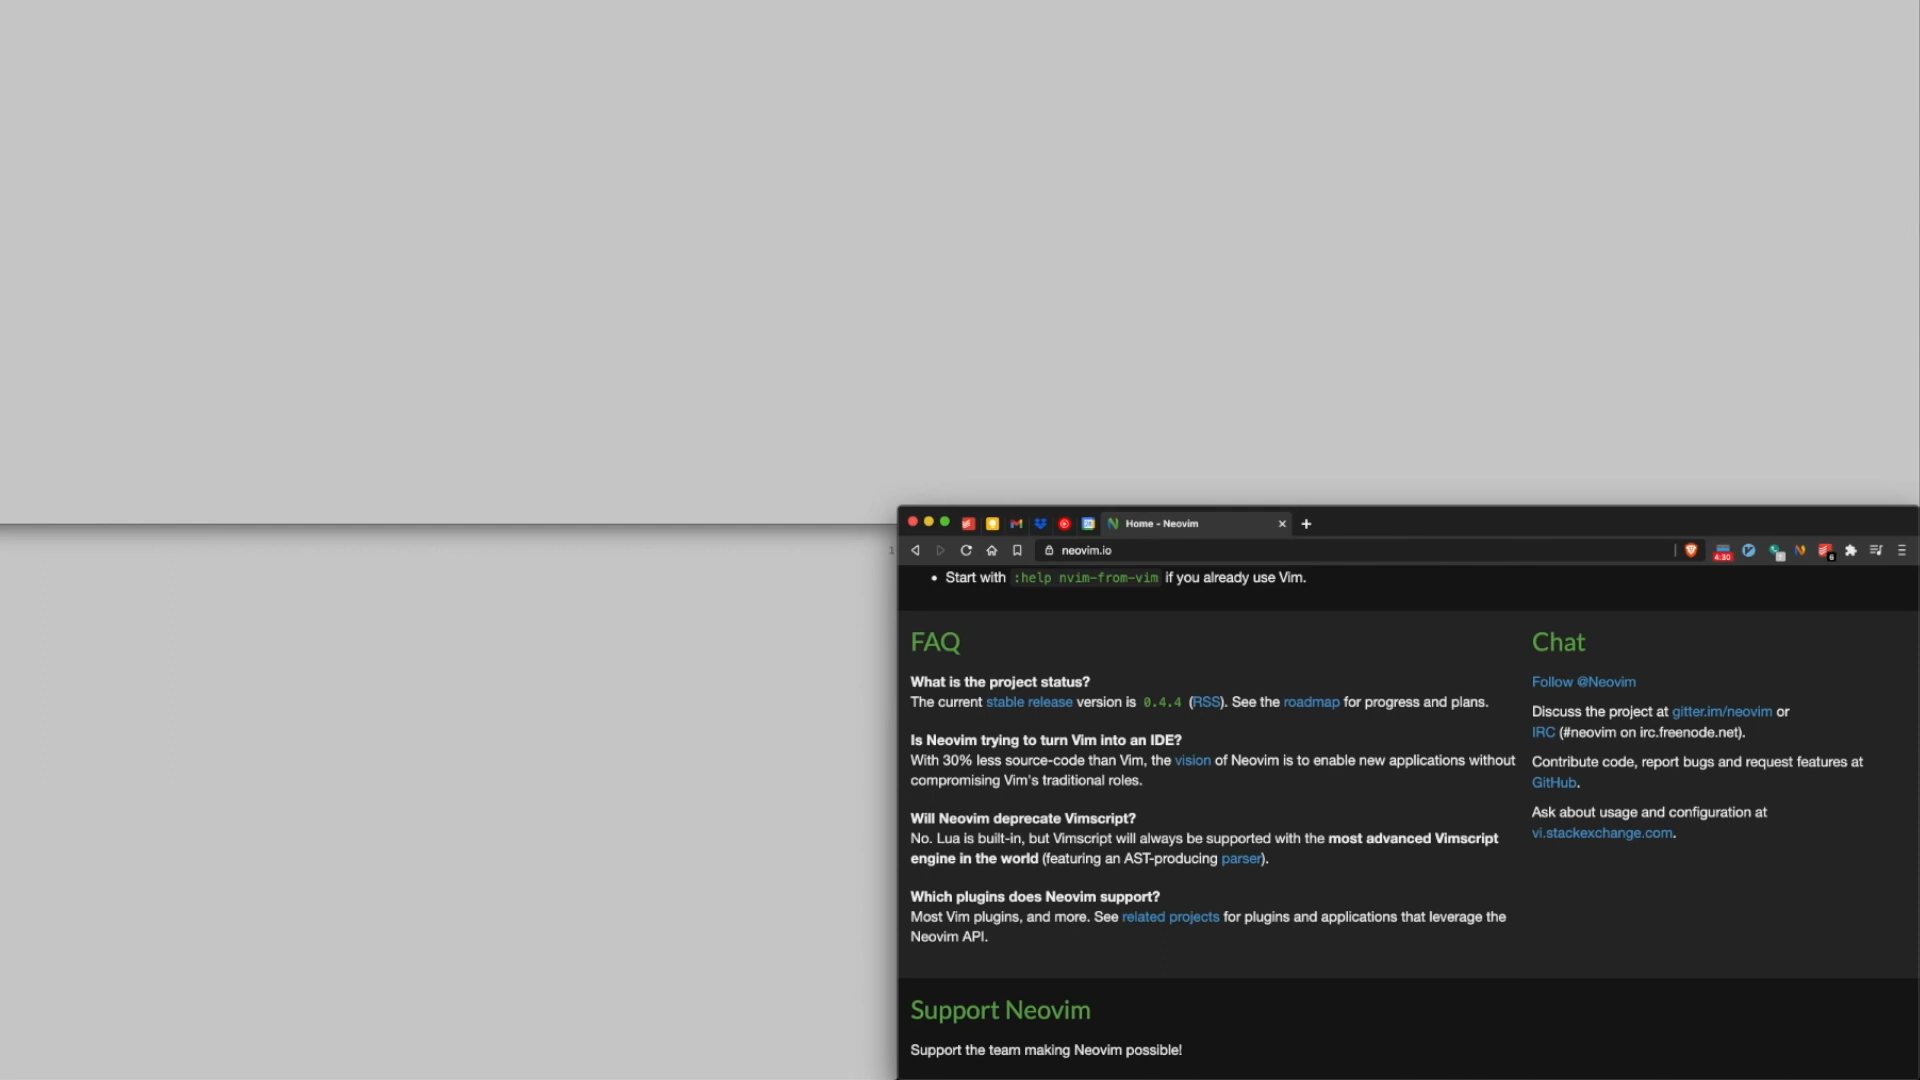 Home - Neovim
1
neovim.io
4:30
6
• Start with :help nvim-from-vim if you already use Vim.
FAQ
What is the project status?
The current stable release version is 0.4.4 (RSS). See the roadmap for progress and plans.
Is Neovim trying to turn Vim into an IDE?
With 30% less source-code than Vim, the vision of Neovim is to enable new applications without
compromising Vim's traditional roles.
Will Neovim deprecate Vimscript?
No. Lua is built-in, but Vimscript will always be supported with the most advanced Vimscript
engine in the world (featuring an AST-producing parser).
Which plugins does Neovim support?
Most Vim plugins, and more. See related projects for plugins and applications that leverage the
Neovim API.
Chat
Follow @Neovim
Discuss the project at gitter.im/neovim or
IRC (#neovim on irc.freenode.net).
Contribute code, report bugs and request features at
GitHub.
Ask about usage and configuration at
vi.stackexchange.com.
Support Neovim
Support the team making Neovim possible!